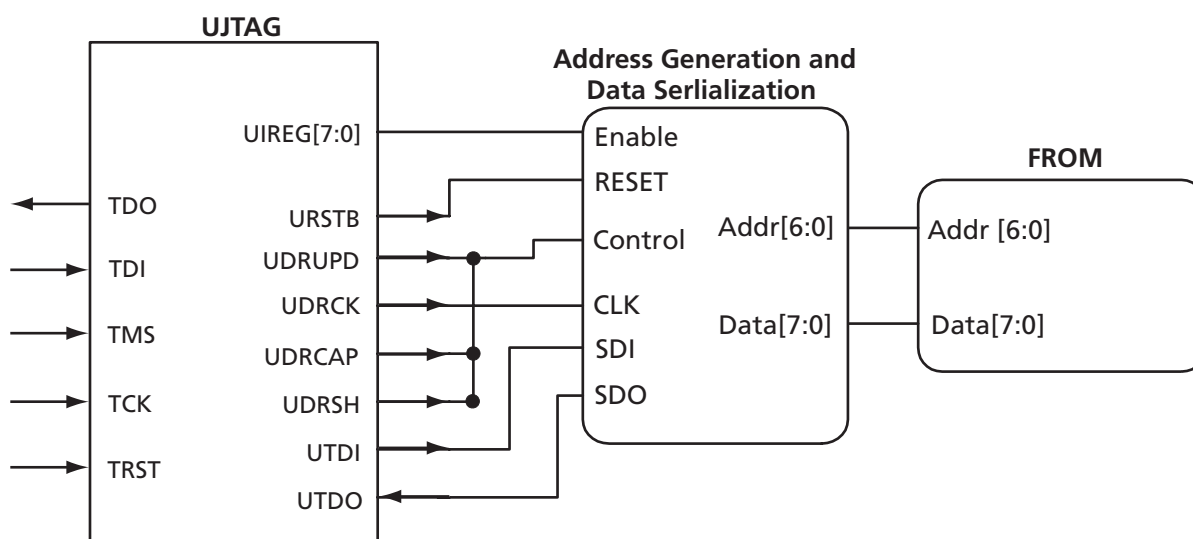 UJTAG
UIREG[7:0]
TDO
URSTB
UDRUPD
TDI
UDRCK
TMS
UDRCAP
TCK
UDRSH
UTDI
TRST
UTDO
Address Generation and
Data Serlialization
Enable
RESET
Control
Addr[6:0]
CLK
Data[7:0]
SDI
SDO
FROM
Addr [6:0]
Data[7:0]